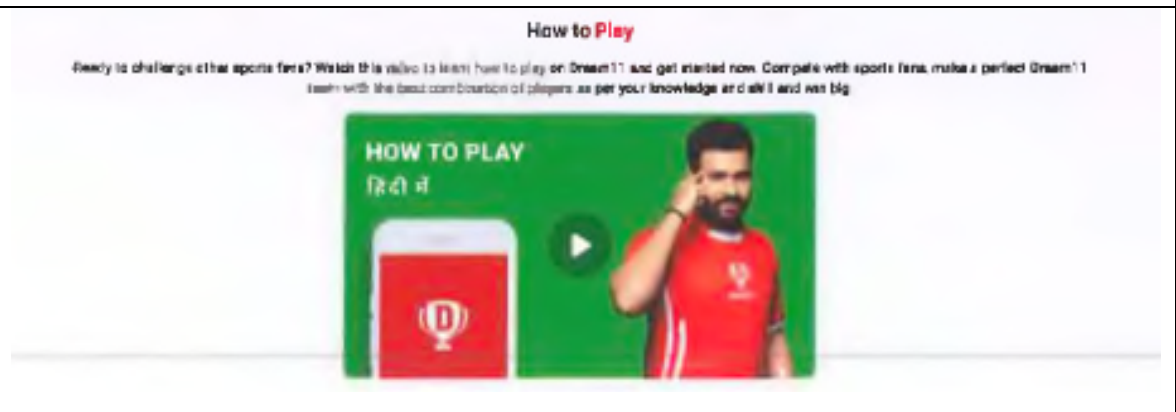 How to Play
Ready to challenge other sports fans? Watch this video to learn how to play on Dream11 and get started now. Compete with sports fans, make a perfect Dream11
team with the best combination of players as per your knowledge and skill and win big
HOW TO PLAY
हिंदी में
D